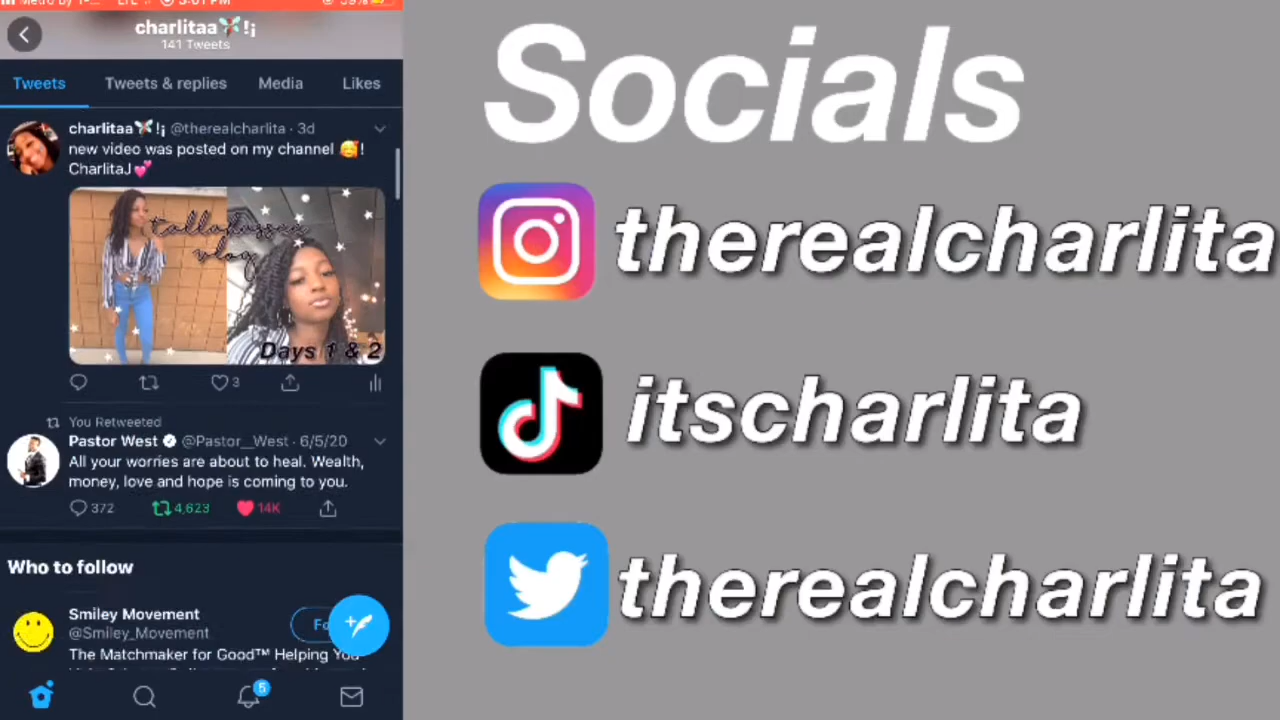 charlitaa!¡
141 Tweets
Tweets
Tweets & replies
Media
Likes
charlitaa!¡ @therealcharlita · 3d
new video was posted on my channel 🥰!
CharlitaJ💕
tallahassee
vlog
Days 1 & 2
3
You Retweeted
Pastor West @Pastor__West · 6/5/20
All your worries are about to heal. Wealth,
money, love and hope is coming to you.
372
4,623
14K
Who to follow
Smiley Movement
@Smiley_Movement
The Matchmaker for Good™ Helping You
5
Socials
therealcharlita
itscharlita
therealcharlita